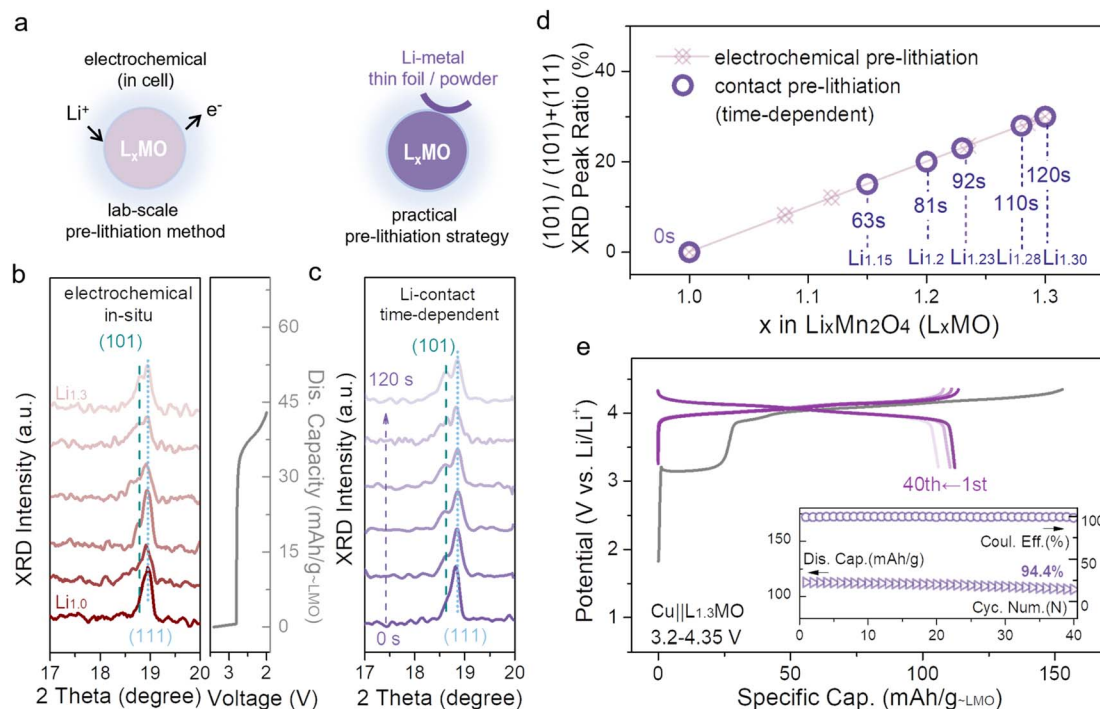 a
electrochemical
(in cell)
Li⁺
e⁻
LₓMO
lab-scale
pre-lithiation method
Li-metal
thin foil / powder
LₓMO
practical
pre-lithiation strategy
b
electrochemical
in-situ
(101)
Li₁.₃
Li₁.₀
(111)
XRD Intensity (a.u.)
17 18 19 20
2 Theta (degree)
60
45
30
15
0
Dis. Capacity (mAh/g~LMO)
4 2
Voltage (V)
c
Li-contact
time-dependent
(101)
120 s
0 s
(111)
XRD Intensity (a.u.)
17 18 19 20
2 Theta (degree)
d
(101) / (101)+(111)
XRD Peak Ratio (%)
40
20
0
electrochemical pre-lithiation
contact pre-lithiation
(time-dependent)
0s
63s
81s
92s
110s
120s
Li₁.₁₅ Li₁.₂ Li₁.₂₃ Li₁.₂₈ Li₁.₃₀
1.0 1.1 1.2 1.3
x in LiₓMn₂O₄ (LₓMO)
e
Potential (V vs. Li/Li⁺)
5
4
3
2
1
40th←1st
Cu||L₁.₃MO
3.2-4.35 V
150
100
Dis. Cap.(mAh/g)
Coul. Eff.(%)
94.4%
Cyc. Num.(N)
100
50
0
0 10 20 30 40
0 50 100 150
Specific Cap. (mAh/g~LMO)